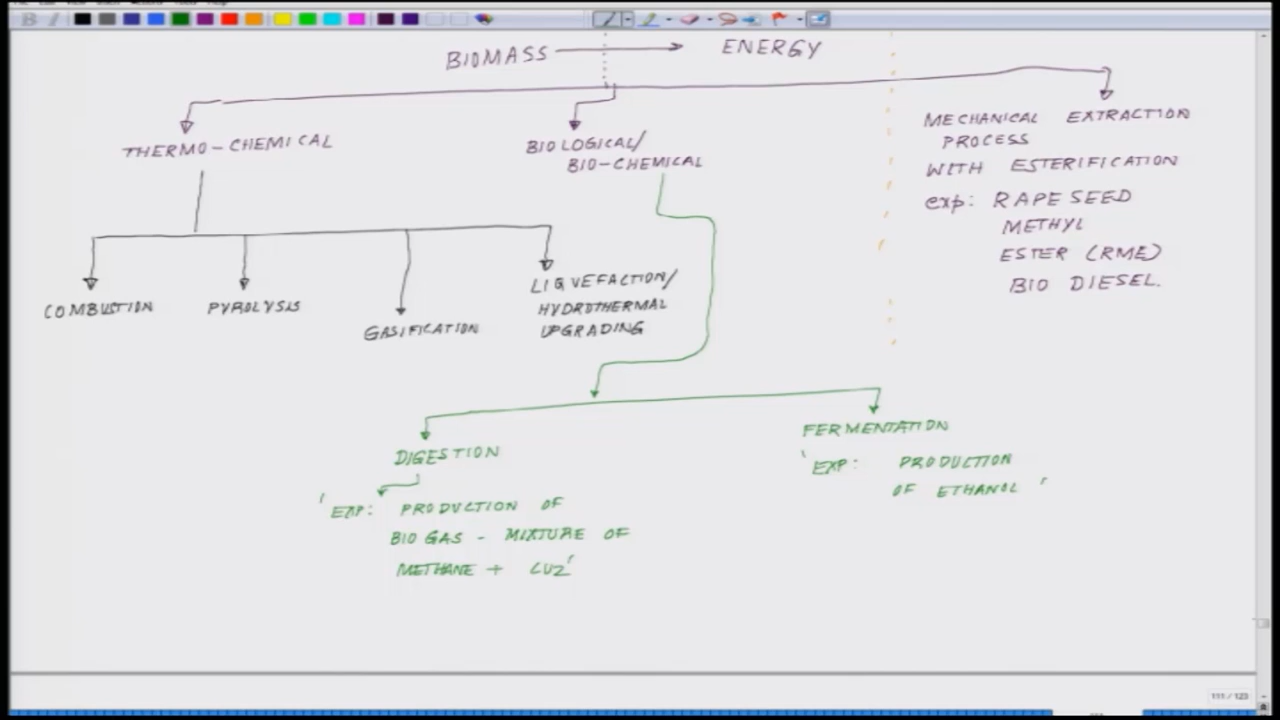 BIOMASS ENERGY
THERMO-CHEMICAL
BIOLOGICAL/
BIO-CHEMICAL
MECHANICAL EXTRACTION
PROCESS
WITH ESTERIFICATION
exp: RAPE SEED
METHYL
ESTER (RME)
BIO DIESEL.
COMBUSTION
PYROLYSIS
GASIFICATION
LIQUEFACTION/
HYDROTHERMAL
UPGRADING
DIGESTION
'EXP: PRODUCTION OF
BIO GAS - MIXTURE OF
METHANE + CO2'
FERMENTATION
'EXP: PRODUCTION
OF ETHANOL'
111 / 123